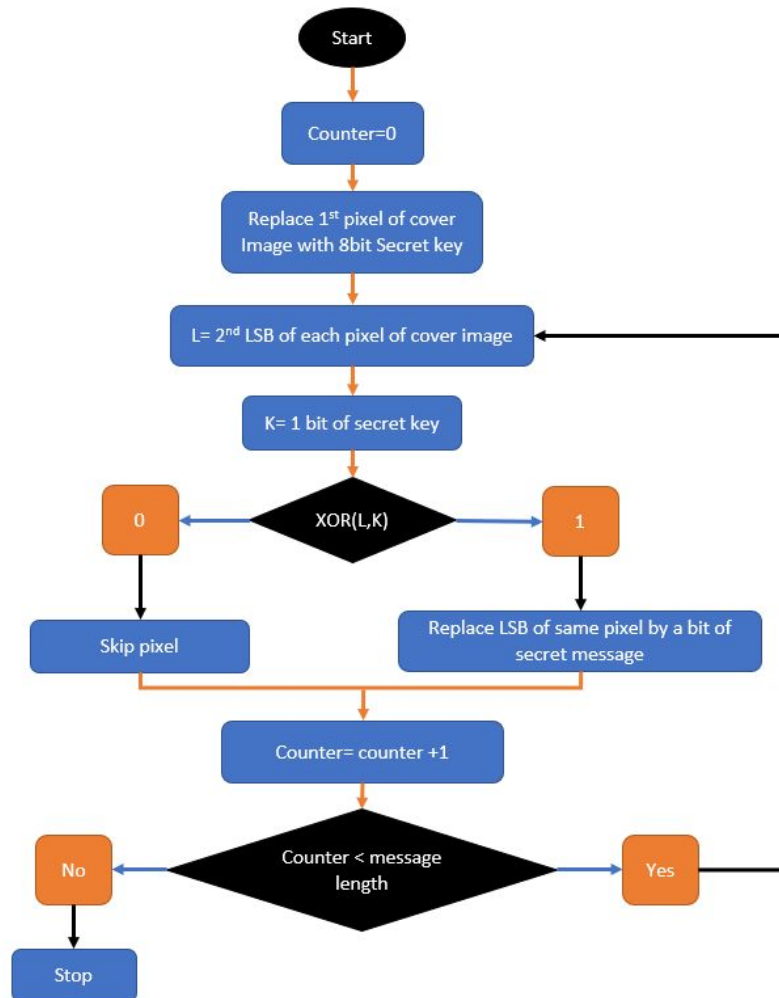 Start
Counter=0
Replace 1st pixel of cover
Image with 8bit Secret key
L= 2nd LSB of each pixel of cover image
K= 1 bit of secret key
XOR(L,K)
0
1
Skip pixel
Replace LSB of same pixel by a bit of
secret message
Counter= counter +1
Counter < message
length
No
Yes
Stop